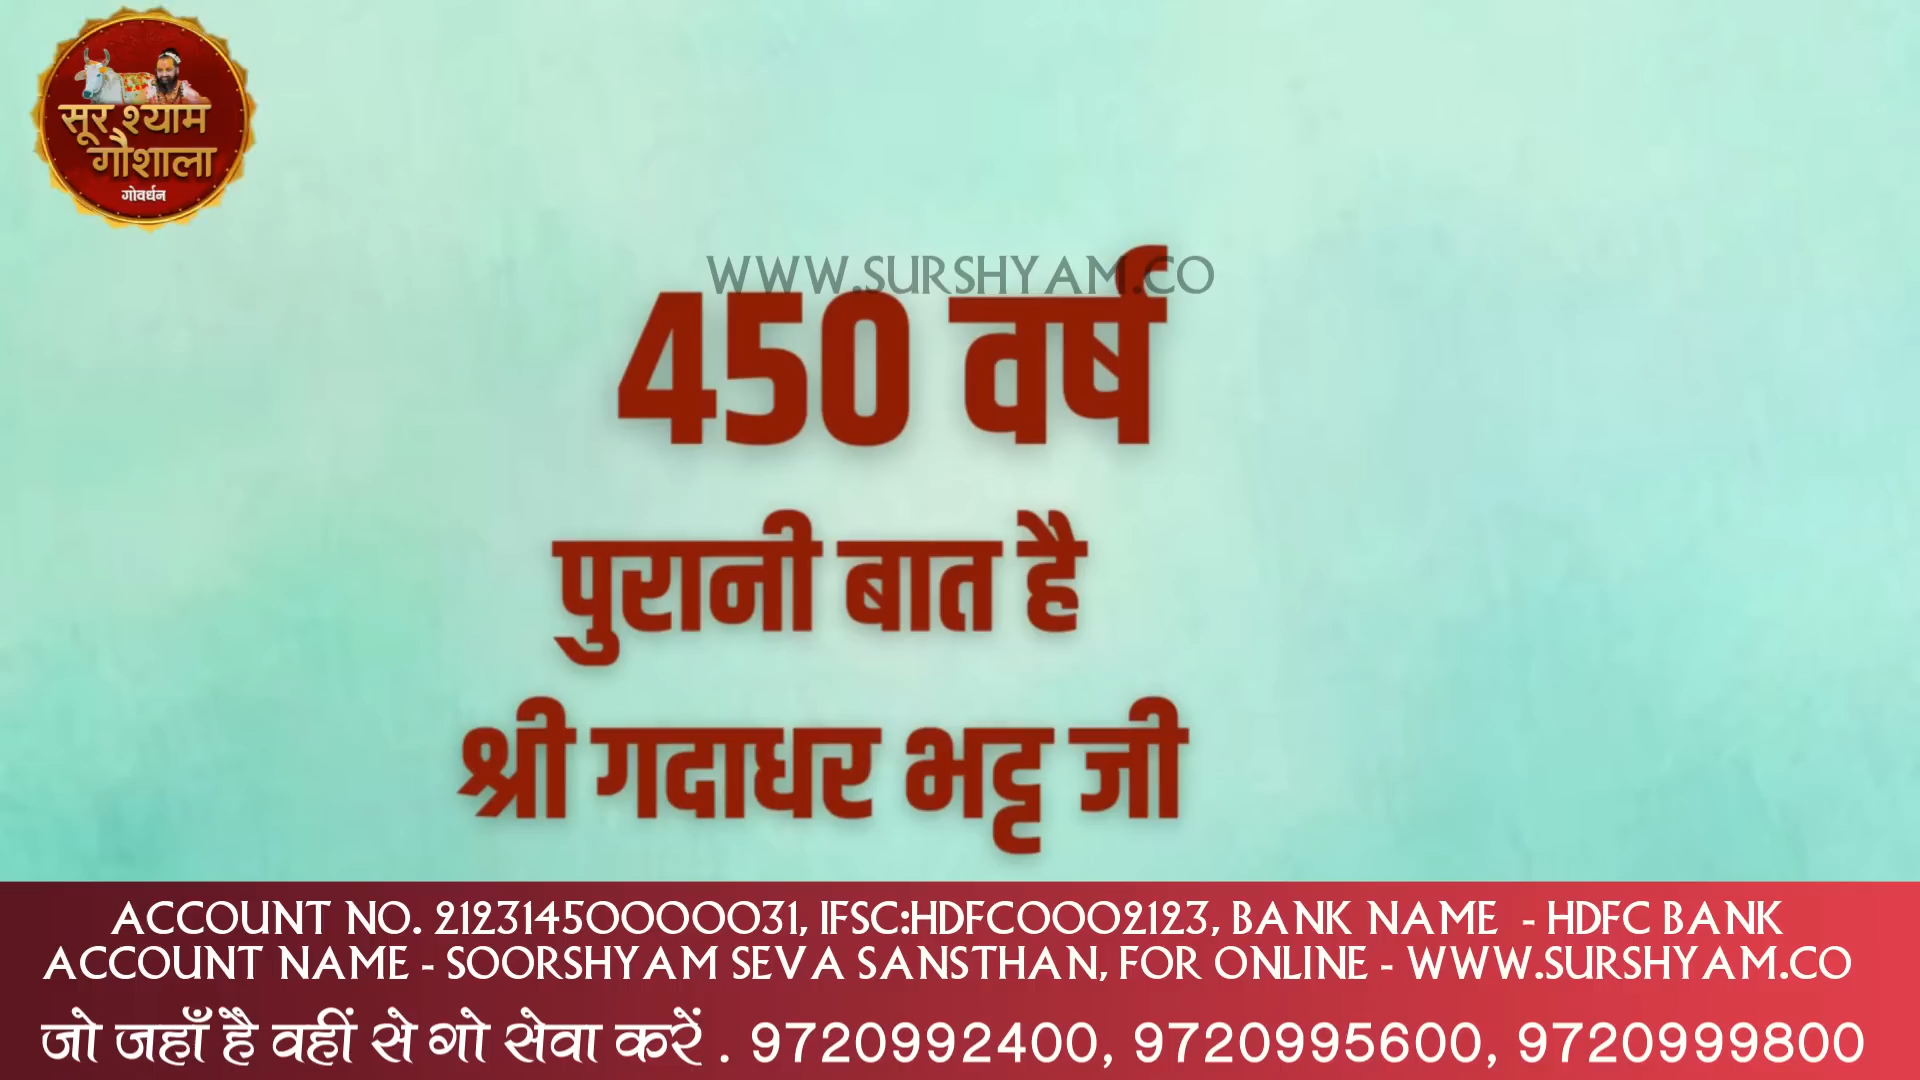 सूर श्याम
गौशाला
गोवर्धन
WWW.SURSHYAM.CO
450 वर्ष
पुरानी बात है
श्री गदाधर भट्ट जी
ACCOUNT NO. 21231450000031, IFSC:HDFC0002123, BANK NAME - HDFC BANK
ACCOUNT NAME - SOORSHYAM SEVA SANSTHAN, FOR ONLINE - WWW.SURSHYAM.CO
जो जहाँ है वहीं से गो सेवा करें . 9720992400, 9720995600, 9720999800